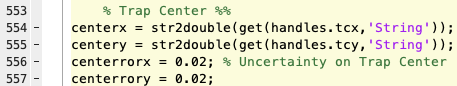 553 % Trap Center %%
554 - centerx = str2double(get(handles.tcx,'String'));
555 - centery = str2double(get(handles.tcy,'String'));
556 - centerrorx = 0.02; % Uncertainty on Trap Center
557 - centerrory = 0.02;